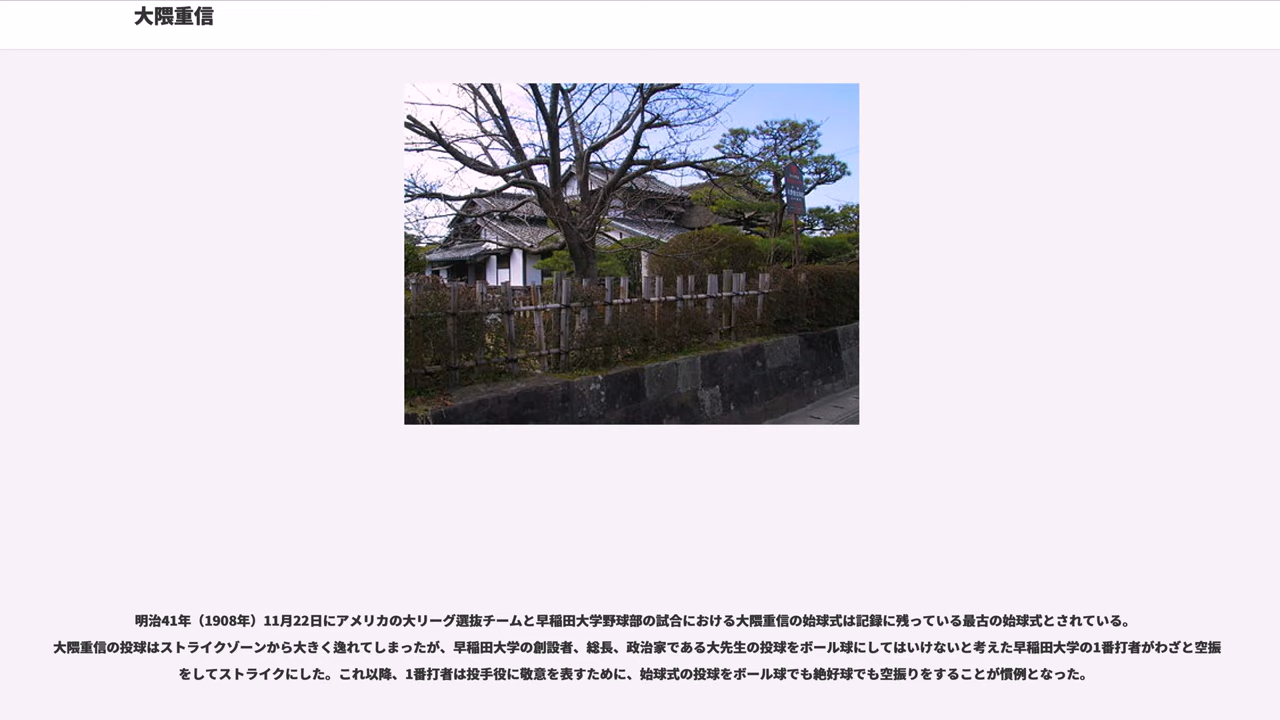 大隈重信
明治41年（1908年）11月22日にアメリカの大リーグ選抜チームと早稲田大学野球部の試合における大隈重信の始球式は記録に残っている最古の始球式とされている。
大隈重信の投球はストライクゾーンから大きく逸れてしまったが、早稲田大学の創設者、総長、政治家である大先生の投球をボール球にしてはいけないと考えた早稲田大学の1番打者がわざと空振
をしてストライクにした。これ以降、1番打者は投手役に敬意を表すために、始球式の投球をボール球でも絶好球でも空振りをすることが慣例となった。